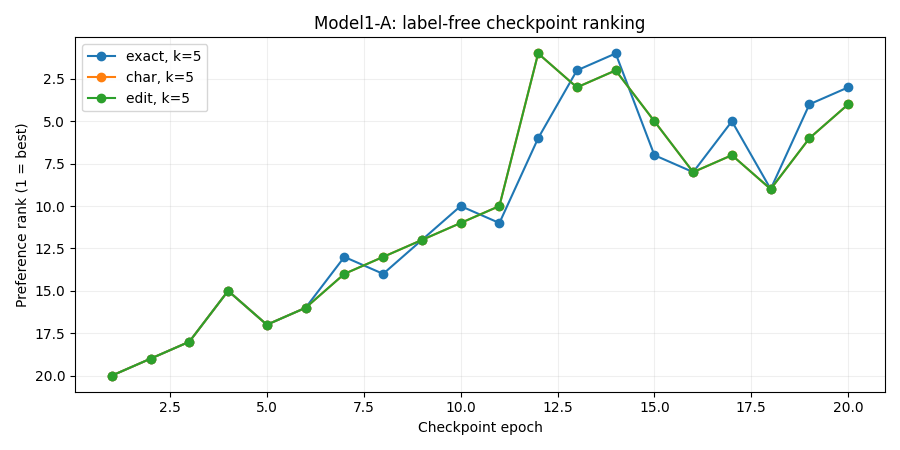 Model1-A: label-free checkpoint ranking
exact, k=5
char, k=5
edit, k=5
Preference rank (1 = best)
2.5
5.0
7.5
10.0
12.5
15.0
17.5
20.0
2.5 5.0 7.5 10.0 12.5 15.0 17.5 20.0
Checkpoint epoch